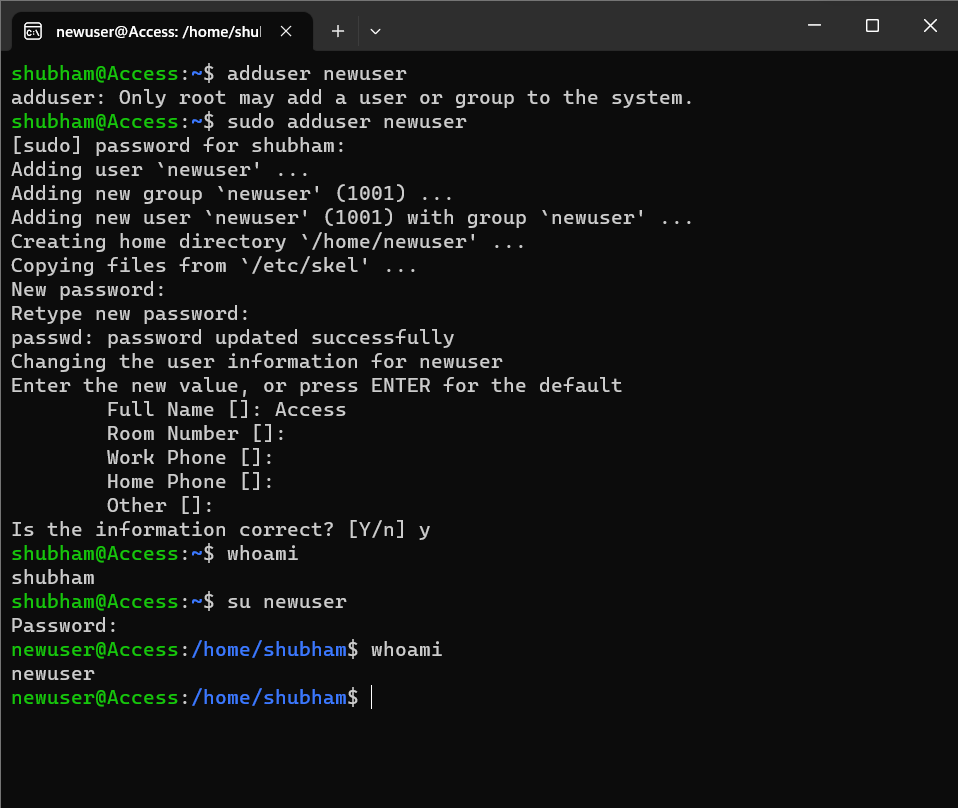 newuser@Access: /home/shu
shubham@Access:~$ adduser newuser
adduser: Only root may add a user or group to the system.
shubham@Access:~$ sudo adduser newuser
[sudo] password for shubham:
Adding user `newuser' ...
Adding new group `newuser' (1001) ...
Adding new user `newuser' (1001) with group `newuser' ...
Creating home directory `/home/newuser' ...
Copying files from `/etc/skel' ...
New password:
Retype new password:
passwd: password updated successfully
Changing the user information for newuser
Enter the new value, or press ENTER for the default
        Full Name []: Access
        Room Number []:
        Work Phone []:
        Home Phone []:
        Other []:
Is the information correct? [Y/n] y
shubham@Access:~$ whoami
shubham
shubham@Access:~$ su newuser
Password:
newuser@Access:/home/shubham$ whoami
newuser
newuser@Access:/home/shubham$